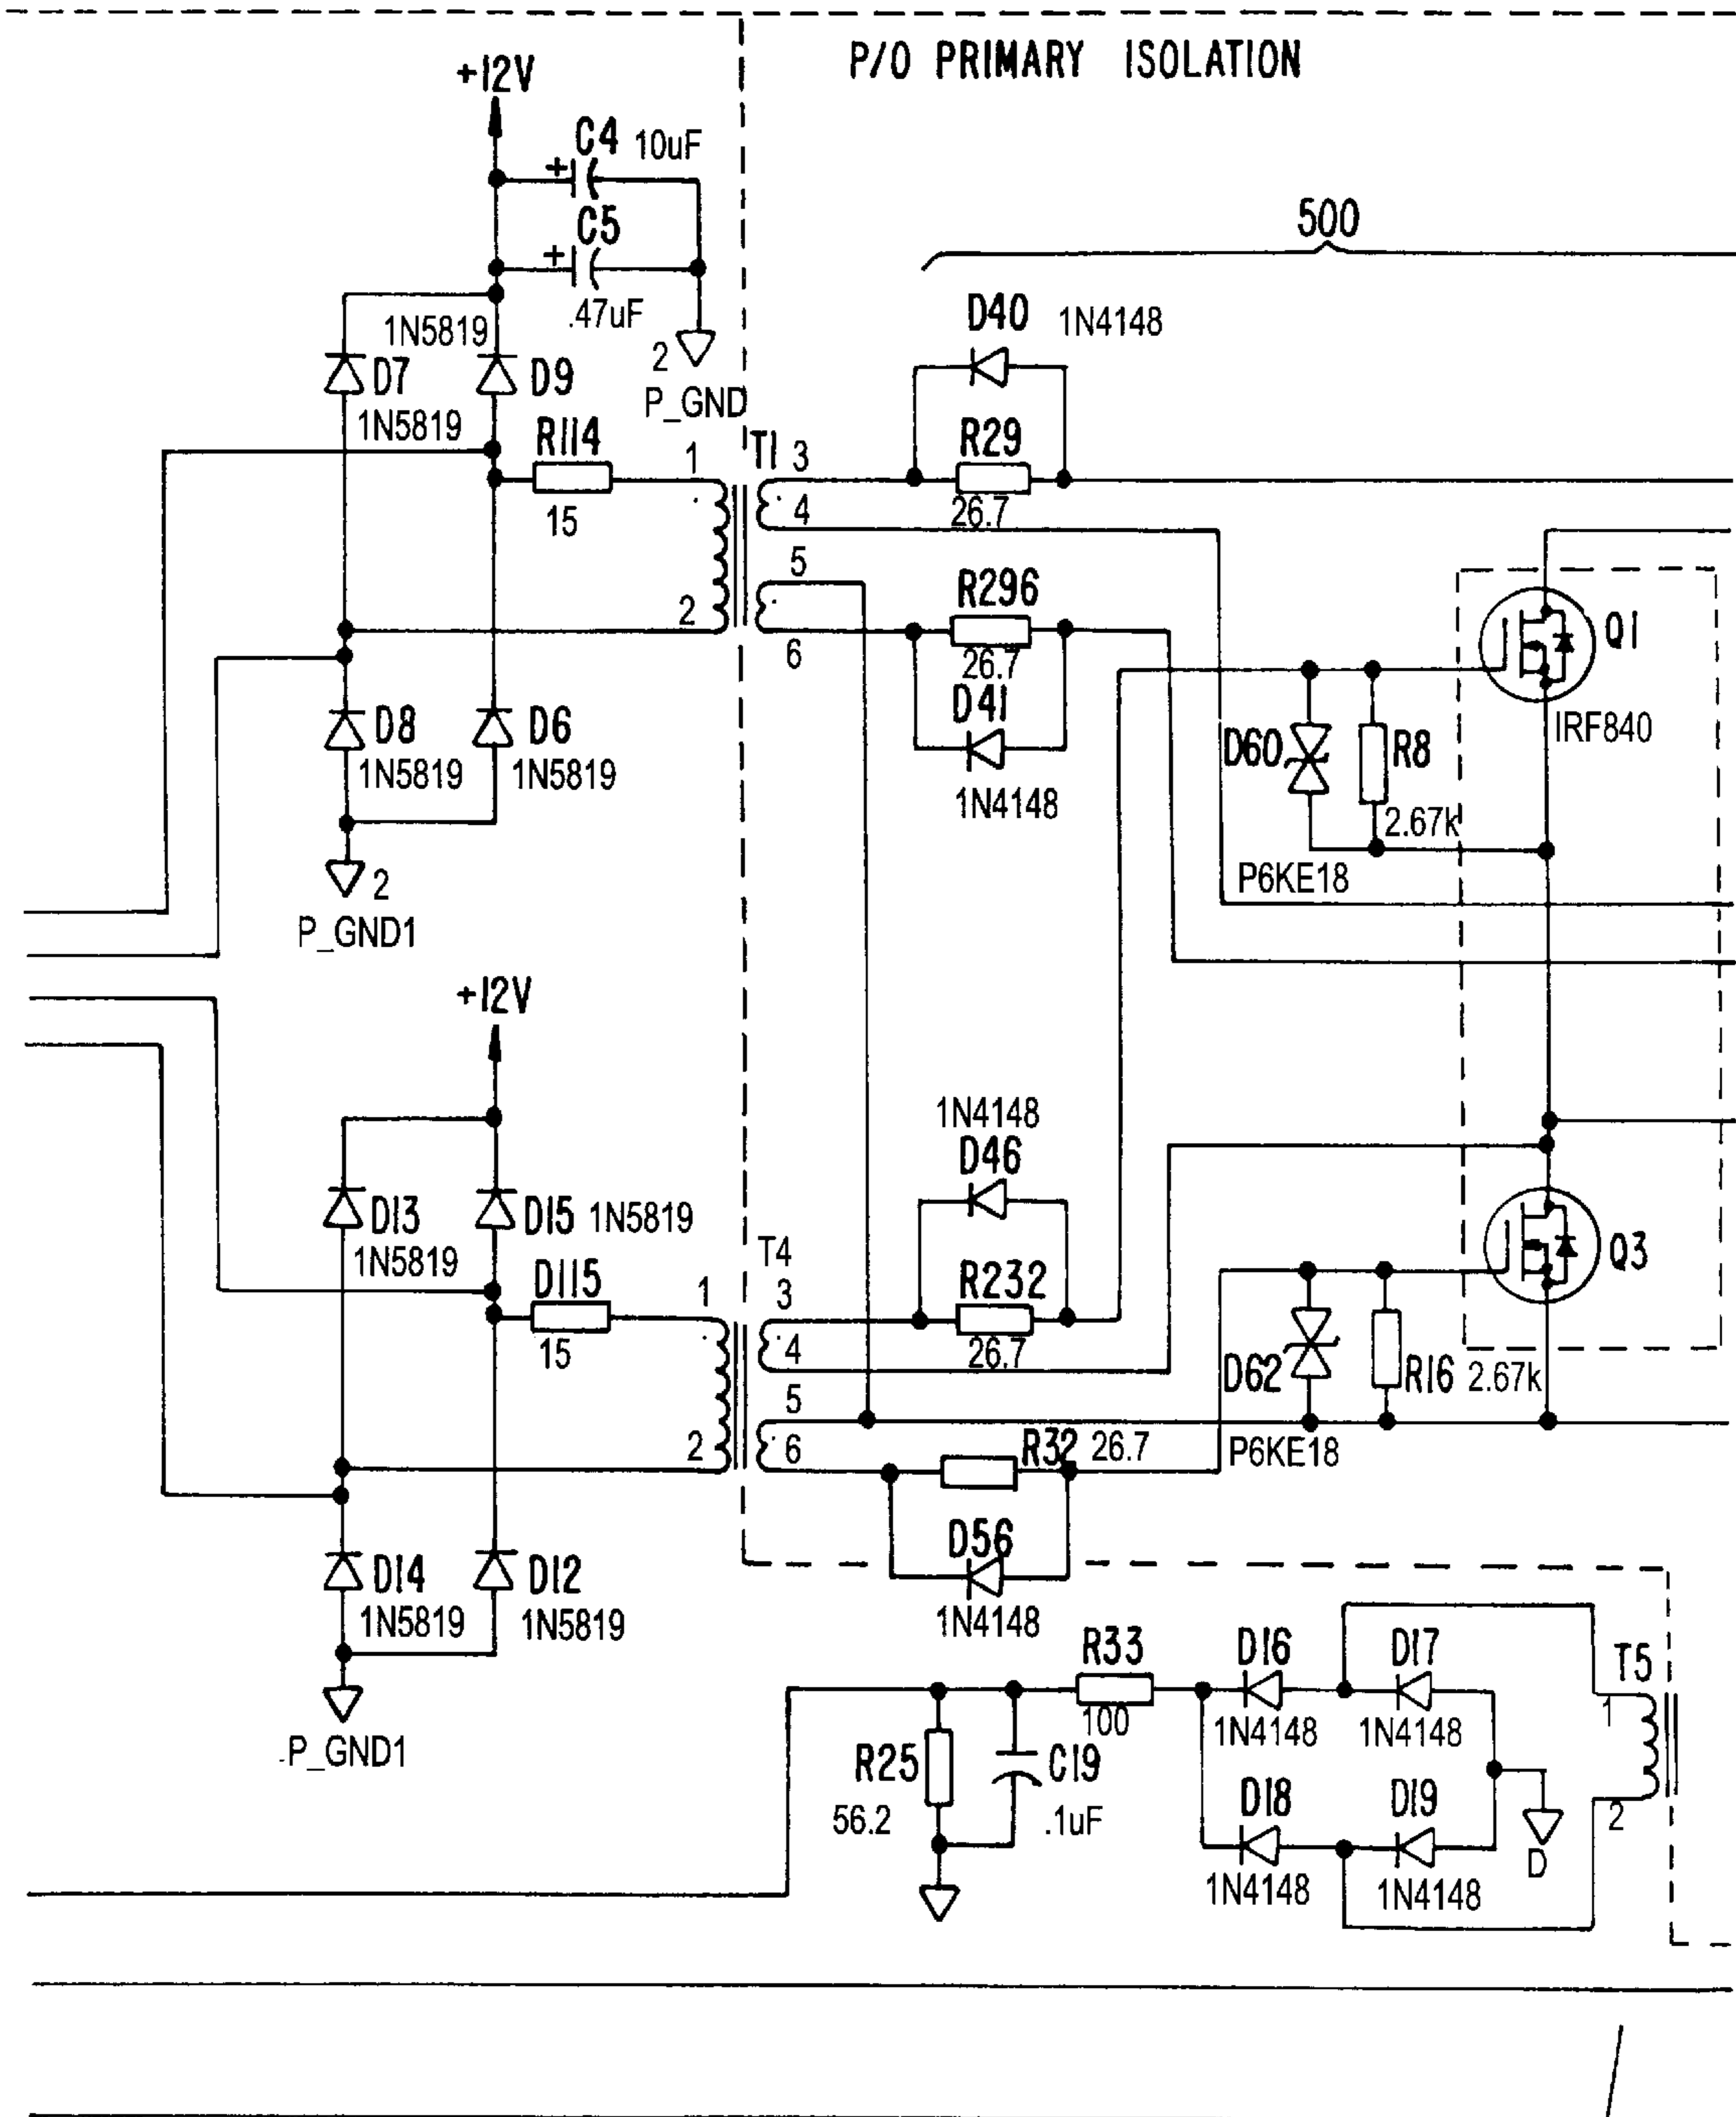 P/O PRIMARY ISOLATION
+12V
C4 10uF
+
C5
+
.47uF
500
1N5819
2
P_GND
D7
D9
1N5819
D40 1N4148
R114
15
1
T1 3
R29
26.7
4
5
2
6
R296
26.7
D41
1N4148
Q1
IRF840
D60
R8
2.67k
P6KE18
D8
1N5819
D6
1N5819
2
P_GND1
+12V
1N4148
D46
D13
1N5819
D15 1N5819
D115
15
1
T4
3
R232
26.7
4
5
2
6
Q3
D62
R16 2.67k
P6KE18
R32 26.7
D56
1N4148
D14
1N5819
D12
1N5819
P_GND1
R33
100
D16
1N4148
D17
1N4148
T5
1
R25
56.2
C19
.1uF
D18
1N4148
D19
1N4148
D
2